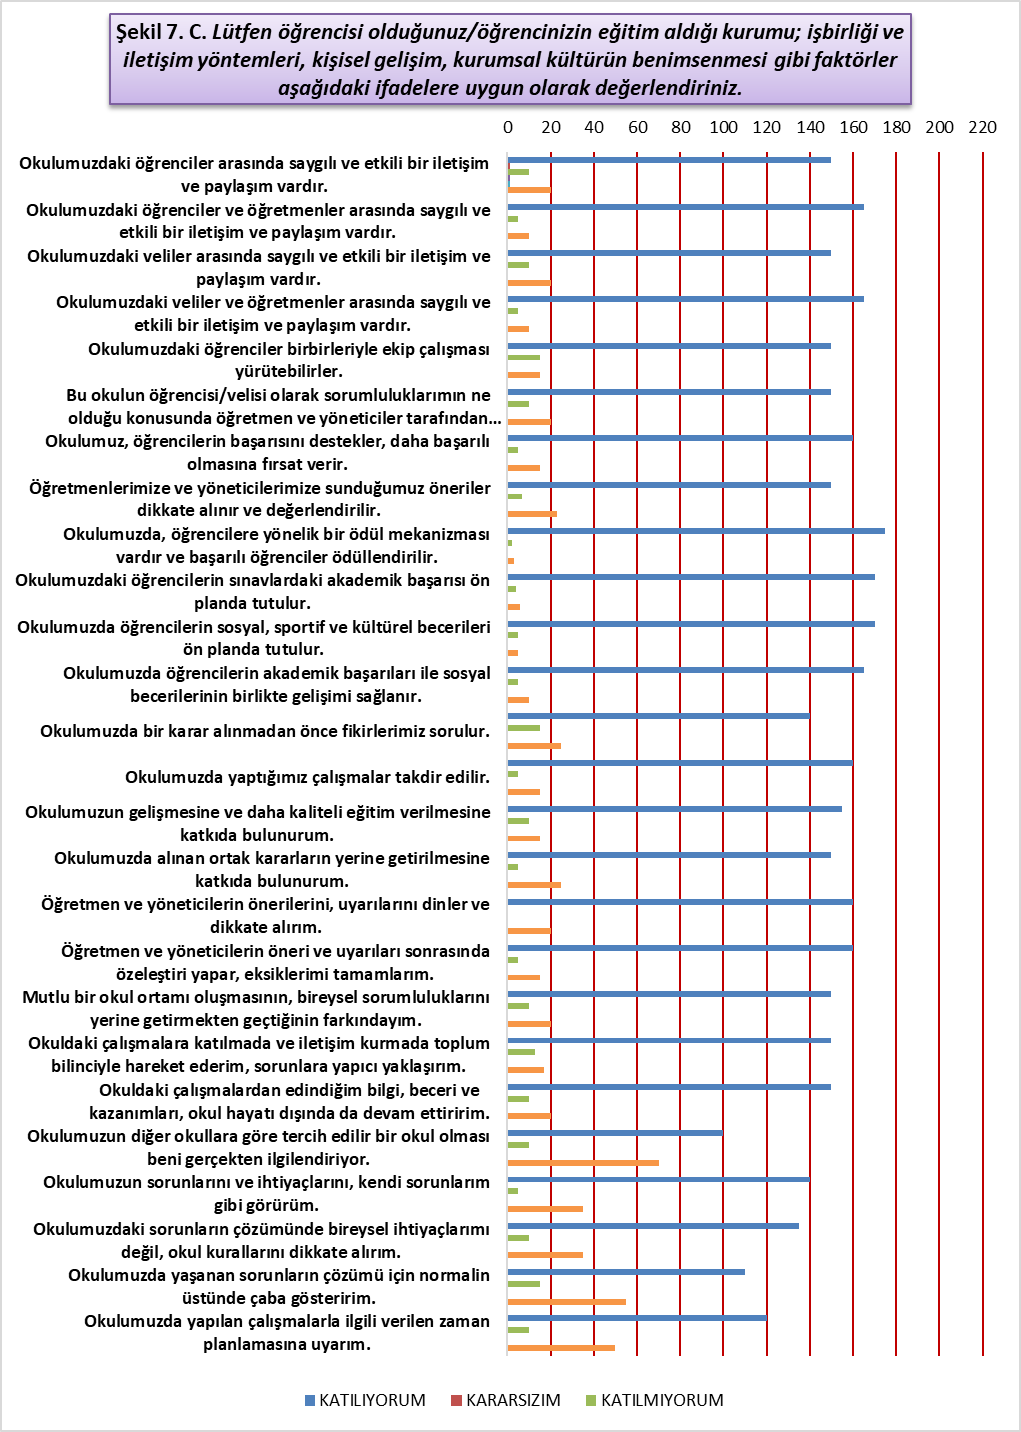 Şekil 7. C. Lütfen öğrencisi olduğunuz/öğrencinizin eğitim aldığı kurumu; işbirliği ve
iletişim yöntemleri, kişisel gelişim, kurumsal kültürün benimsenmesi gibi faktörler
aşağıdaki ifadelere uygun olarak değerlendiriniz.
0 20 40 60 80 100 120 140 160 180 200 220
Okulumuzdaki öğrenciler arasında saygılı ve etkili bir iletişim
ve paylaşım vardır.
Okulumuzdaki öğrenciler ve öğretmenler arasında saygılı ve
etkili bir iletişim ve paylaşım vardır.
Okulumuzdaki veliler arasında saygılı ve etkili bir iletişim ve
paylaşım vardır.
Okulumuzdaki veliler ve öğretmenler arasında saygılı ve
etkili bir iletişim ve paylaşım vardır.
Okulumuzdaki öğrenciler birbirleriyle ekip çalışması
yürütebilirler.
Bu okulun öğrencisi/velisi olarak sorumluluklarımın ne
olduğu konusunda öğretmen ve yöneticiler tarafından...
Okulumuz, öğrencilerin başarısını destekler, daha başarılı
olmasına fırsat verir.
Öğretmenlerimize ve yöneticilerimize sunduğumuz öneriler
dikkate alınır ve değerlendirilir.
Okulumuzda, öğrencilere yönelik bir ödül mekanizması
vardır ve başarılı öğrenciler ödüllendirilir.
Okulumuzdaki öğrencilerin sınavlardaki akademik başarısı ön
planda tutulur.
Okulumuzda öğrencilerin sosyal, sportif ve kültürel becerileri
ön planda tutulur.
Okulumuzda öğrencilerin akademik başarıları ile sosyal
becerilerinin birlikte gelişimi sağlanır.
Okulumuzda bir karar alınmadan önce fikirlerimiz sorulur.
Okulumuzda yaptığımız çalışmalar takdir edilir.
Okulumuzun gelişmesine ve daha kaliteli eğitim verilmesine
katkıda bulunurum.
Okulumuzda alınan ortak kararların yerine getirilmesine
katkıda bulunurum.
Öğretmen ve yöneticilerin önerilerini, uyarılarını dinler ve
dikkate alırım.
Öğretmen ve yöneticilerin öneri ve uyarıları sonrasında
özeleştiri yapar, eksiklerimi tamamlarım.
Mutlu bir okul ortamı oluşmasının, bireysel sorumluluklarını
yerine getirmekten geçtiğinin farkındayım.
Okuldaki çalışmalara katılmada ve iletişim kurmada toplum
bilinciyle hareket ederim, sorunlara yapıcı yaklaşırım.
Okuldaki çalışmalardan edindiğim bilgi, beceri ve
kazanımları, okul hayatı dışında da devam ettiririm.
Okulumuzun diğer okullara göre tercih edilir bir okul olması
beni gerçekten ilgilendiriyor.
Okulumuzun sorunlarını ve ihtiyaçlarını, kendi sorunlarım
gibi görürüm.
Okulumuzdaki sorunların çözümünde bireysel ihtiyaçlarımı
değil, okul kurallarını dikkate alırım.
Okulumuzda yaşanan sorunların çözümü için normalin
üstünde çaba gösteririm.
Okulumuzda yapılan çalışmalarla ilgili verilen zaman
planlamasına uyarım.
KATILIYORUM KARARSIZIM KATILMIYORUM